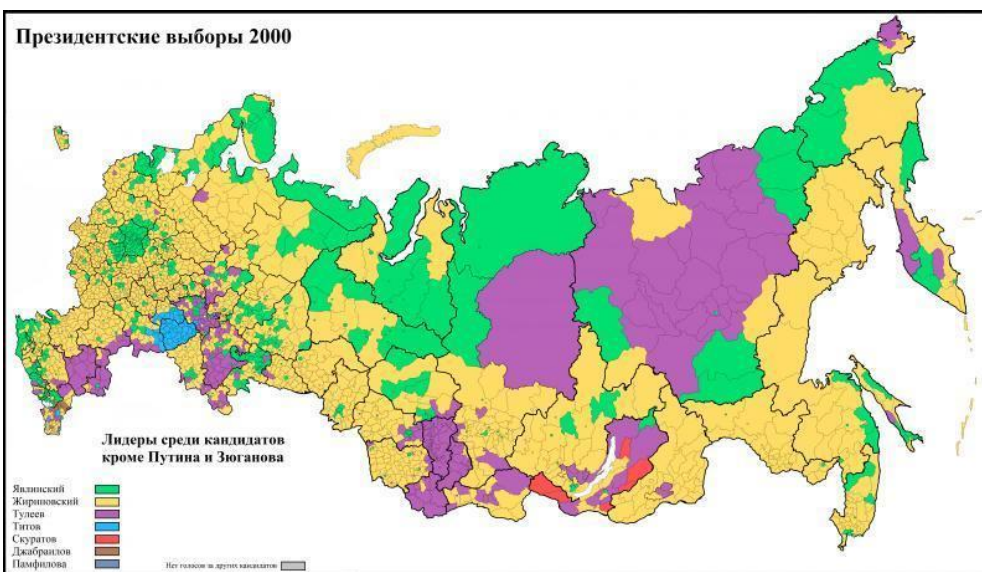 Президентские выборы 2000
Лидеры среди кандидатов
кроме Путина и Зюганова
Явлинский
Жириновский
Тулеев
Титов
Скуратов
Джабраилов
Памфилова
Нет голосов за других кандидатов